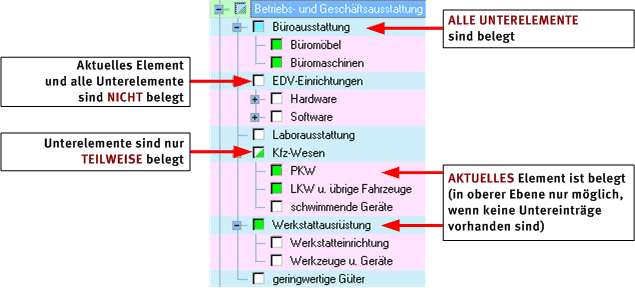 Betriebs- und Geschäftsausstattung
Büroausstattung
Büromöbel
Büromaschinen
EDV-Einrichtungen
Hardware
Software
Laborausstattung
Kfz-Wesen
PKW
LKW u. übrige Fahrzeuge
schwimmende Geräte
Werkstattausrüstung
Werkstatteinrichtung
Werkzeuge u. Geräte
geringwertige Güter
ALLE UNTERELEMENTE
sind belegt
Aktuelles Element
und alle Unterelemente
sind NICHT belegt
Unterelemente sind nur
TEILWEISE belegt
AKTUELLES Element ist belegt
(in oberer Ebene nur möglich,
wenn keine Untereinträge
vorhanden sind)